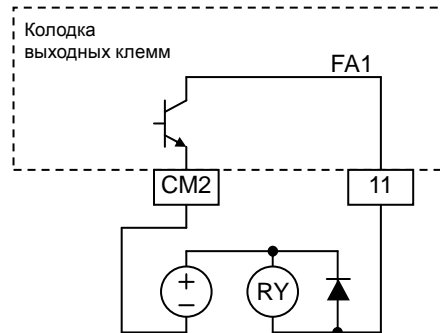 Колодка
выходных клемм
FA1
CM2
11
+
−
RY